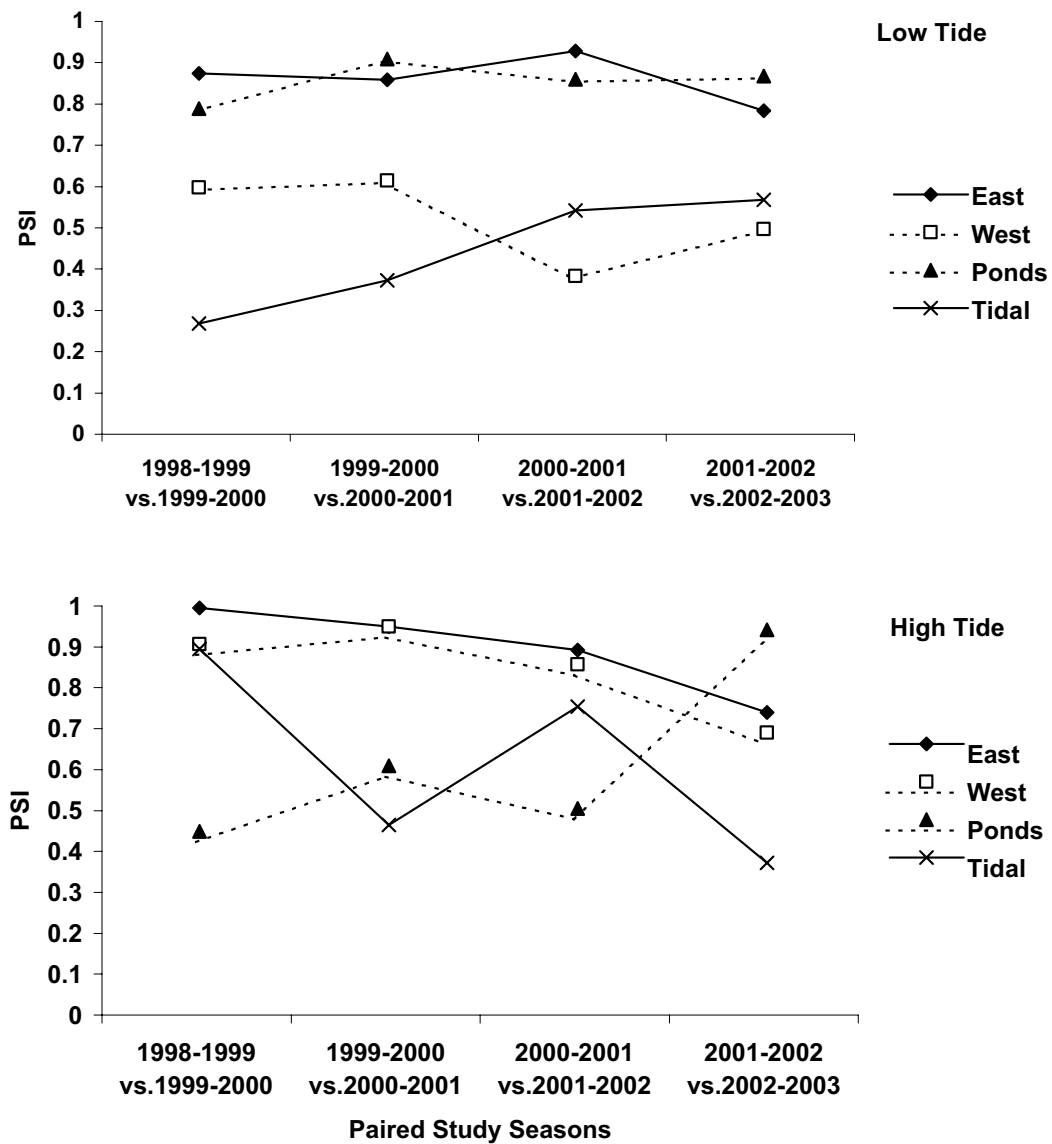 Low Tide
1
0.9
0.8
0.7
0.6
0.5
0.4
0.3
0.2
0.1
0
PSI
East
West
Ponds
Tidal
1998-1999 1999-2000 2000-2001 2001-2002
vs.1999-2000 vs.2000-2001 vs.2001-2002 vs.2002-2003
High Tide
1
0.9
0.8
0.7
0.6
0.5
0.4
0.3
0.2
0.1
0
PSI
East
West
Ponds
Tidal
1998-1999 1999-2000 2000-2001 2001-2002
vs.1999-2000 vs.2000-2001 vs.2001-2002 vs.2002-2003
Paired Study Seasons